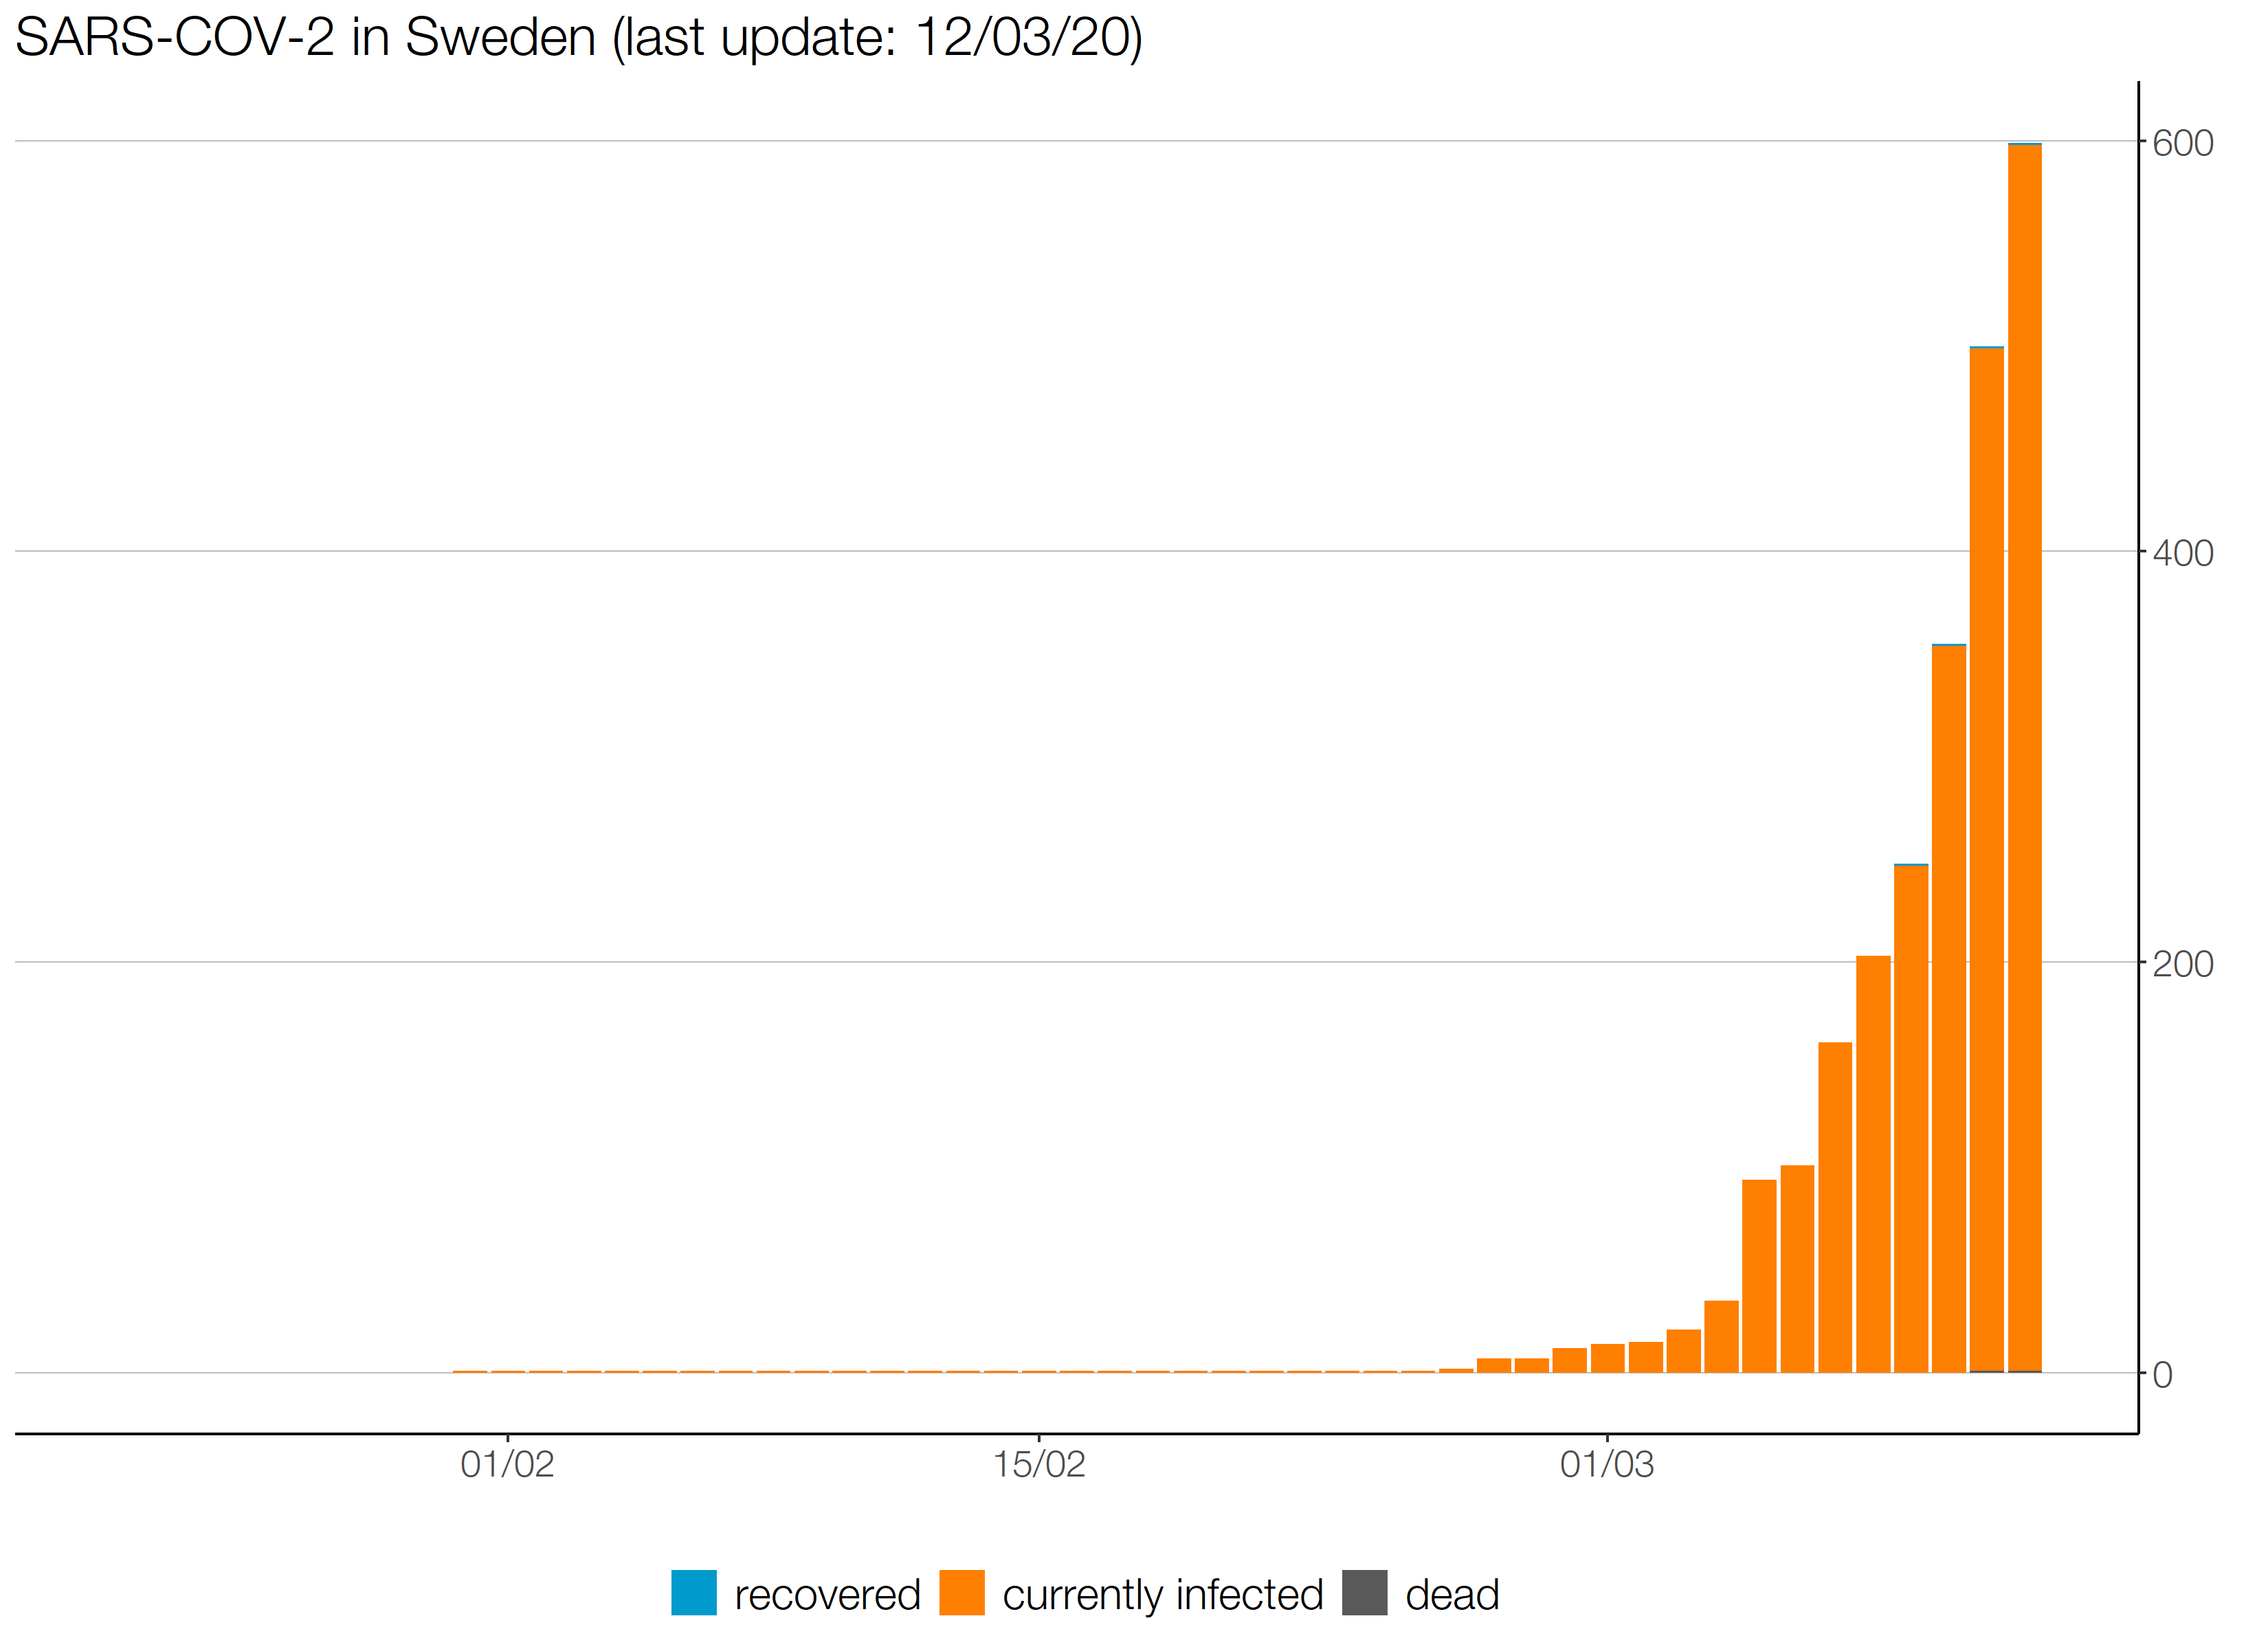 SARS-COV-2 in Sweden (last update: 12/03/20)
600
400
200
0
01/02 15/02 01/03
recovered currently infected dead